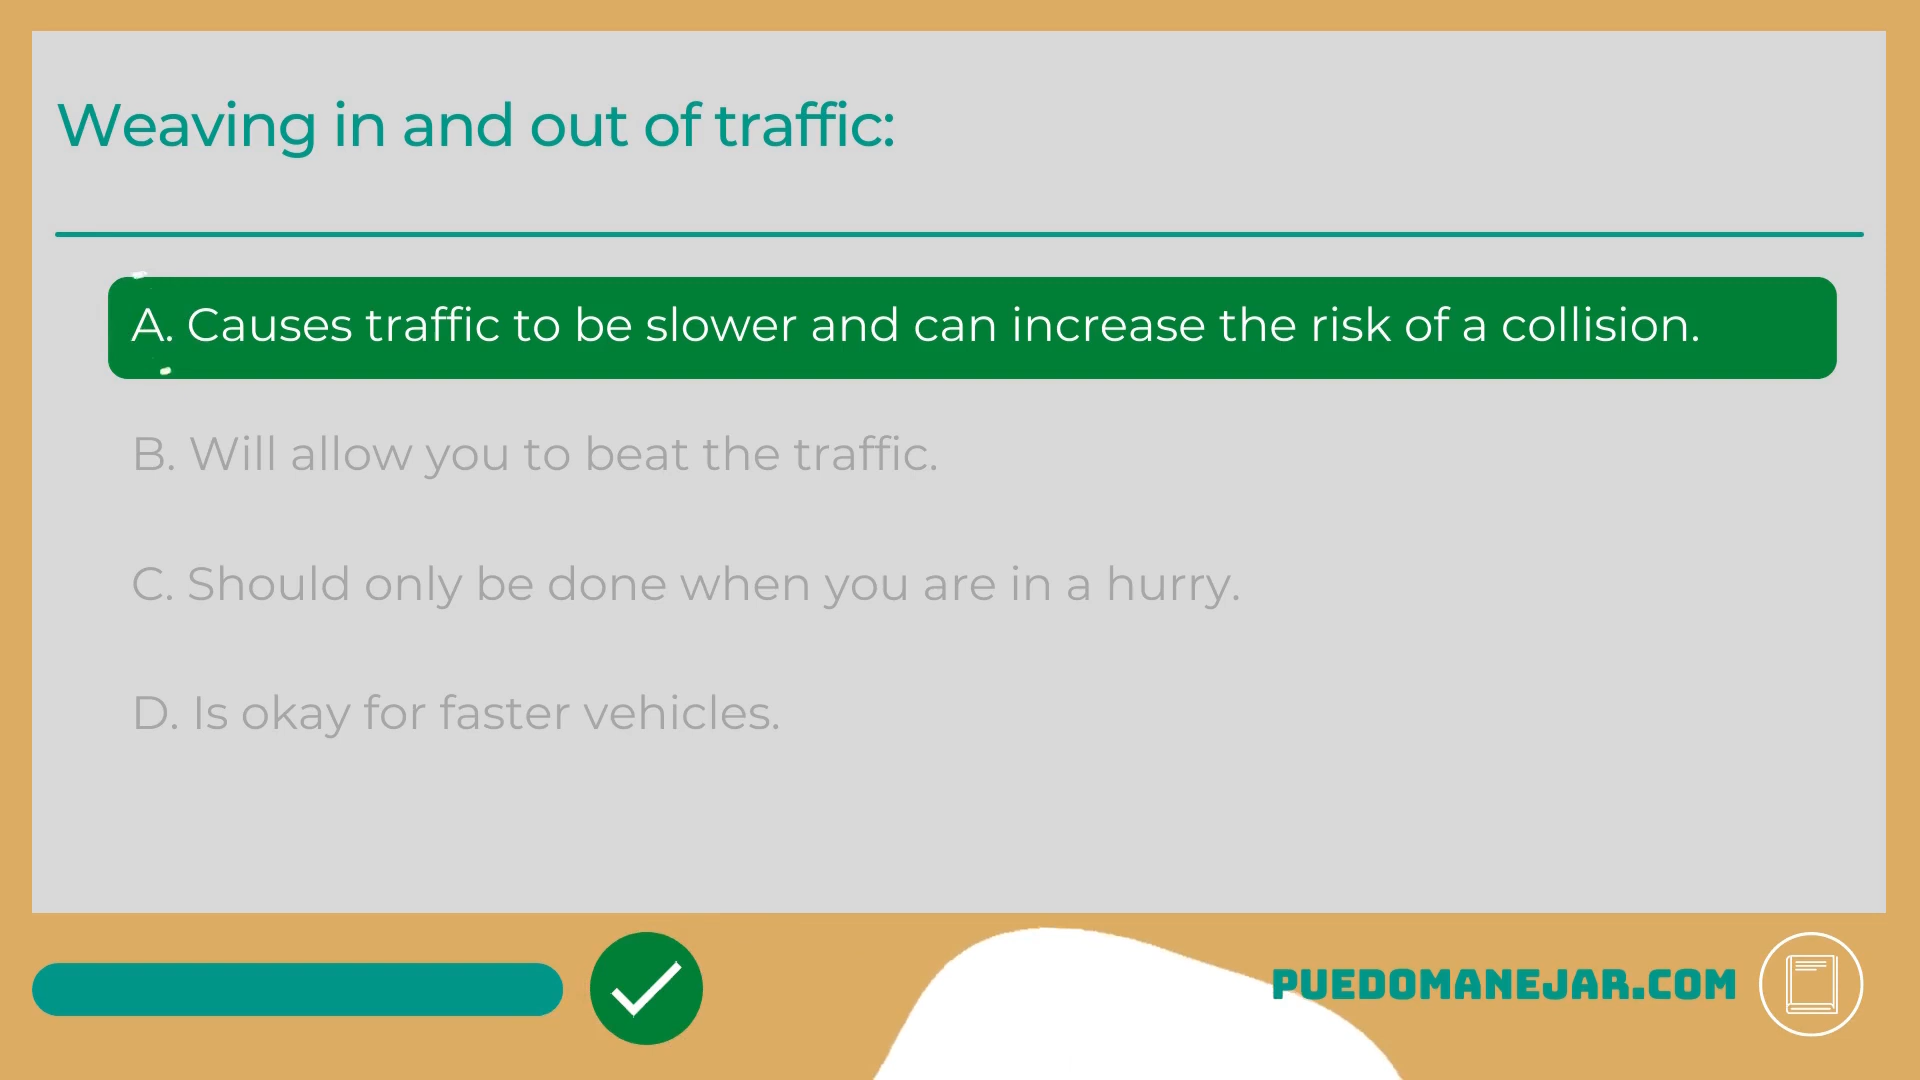 Weaving in and out of traffic:
A. Causes traffic to be slower and can increase the risk of a collision.
B. Will allow you to beat the traffic.
C. Should only be done when you are in a hurry.
D. Is okay for faster vehicles.
PUEDOMANEJAR.COM